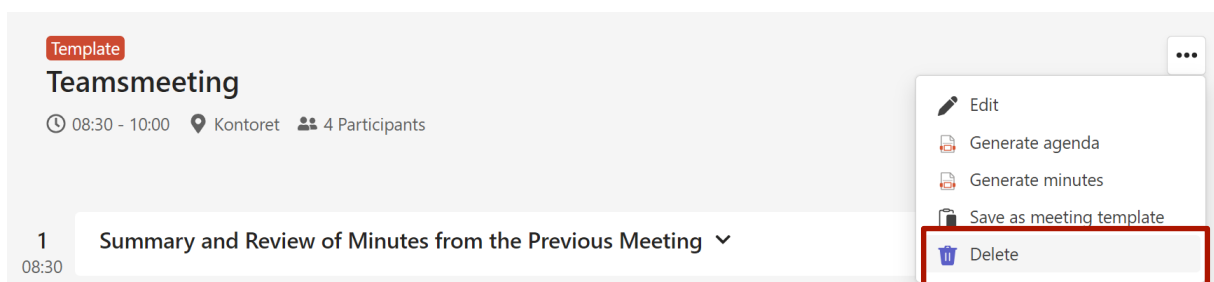 Template
Teamsmeeting
08:30 - 10:00 Kontoret 4 Participants
Edit
Generate agenda
Generate minutes
Save as meeting template
Delete
1 Summary and Review of Minutes from the Previous Meeting
08:30